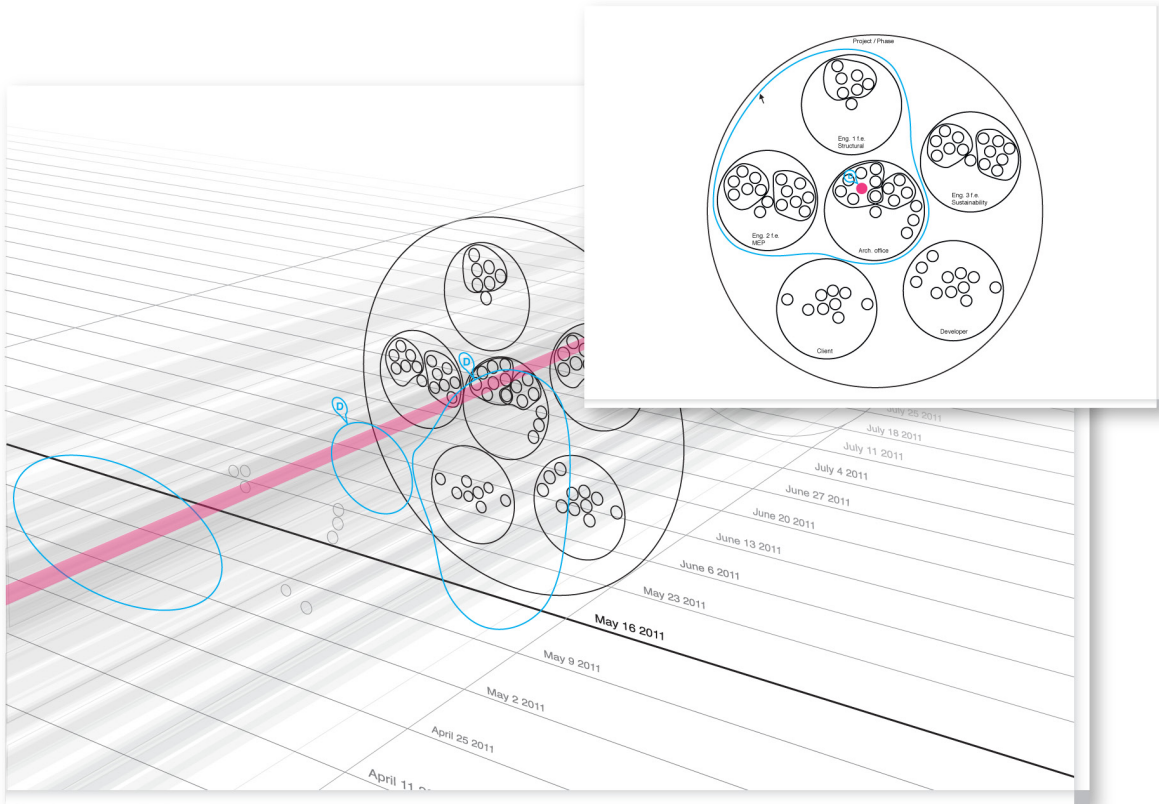 Project / Phase
Eng. 1 f.e.
Structural
Eng. 3 f.e.
Sustainability
Eng. 2 f.e.
MEP
Arch. office
Client
Developer
D
D
July 25 2011
July 18 2011
July 11 2011
July 4 2011
June 27 2011
June 20 2011
June 13 2011
June 6 2011
May 23 2011
May 16 2011
May 9 2011
May 2 2011
April 25 2011
April 11